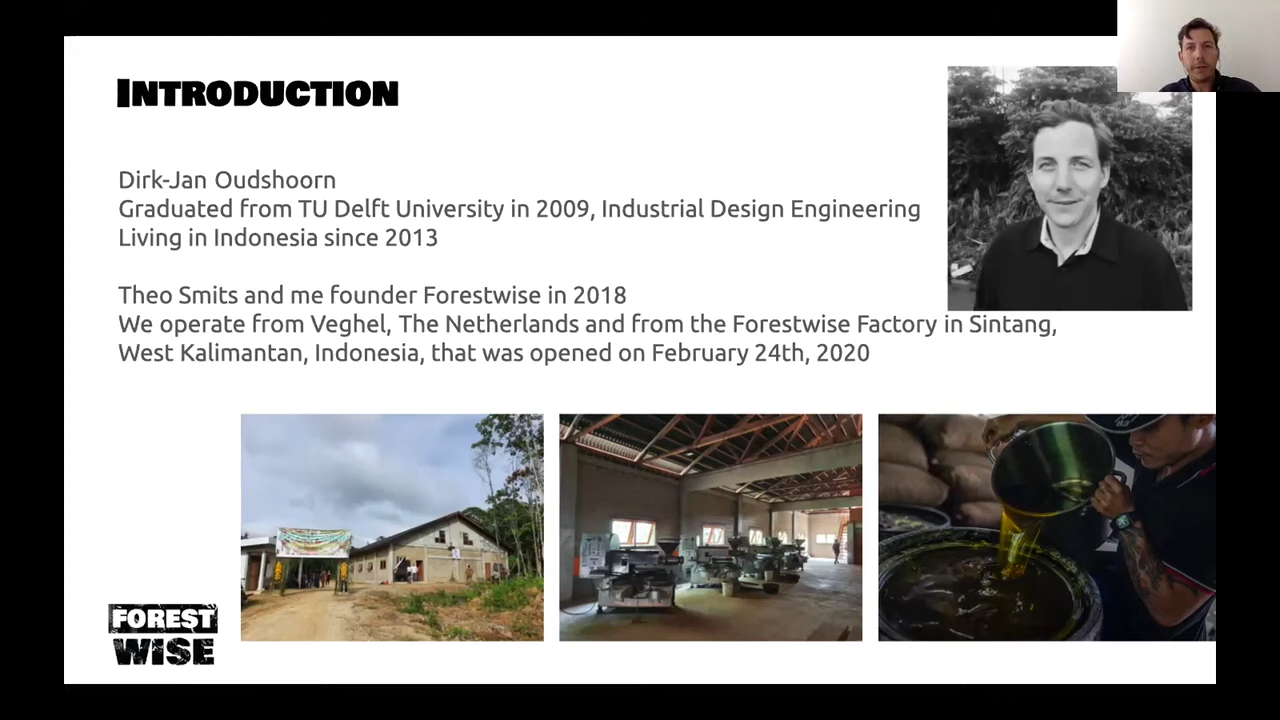 INTRODUCTION
Dirk-Jan Oudshoorn
Graduated from TU Delft University in 2009, Industrial Design Engineering
Living in Indonesia since 2013
Theo Smits and me founder Forestwise in 2018
We operate from Veghel, The Netherlands and from the Forestwise Factory in Sintang,
West Kalimantan, Indonesia, that was opened on February 24th, 2020
FOREST
WISE